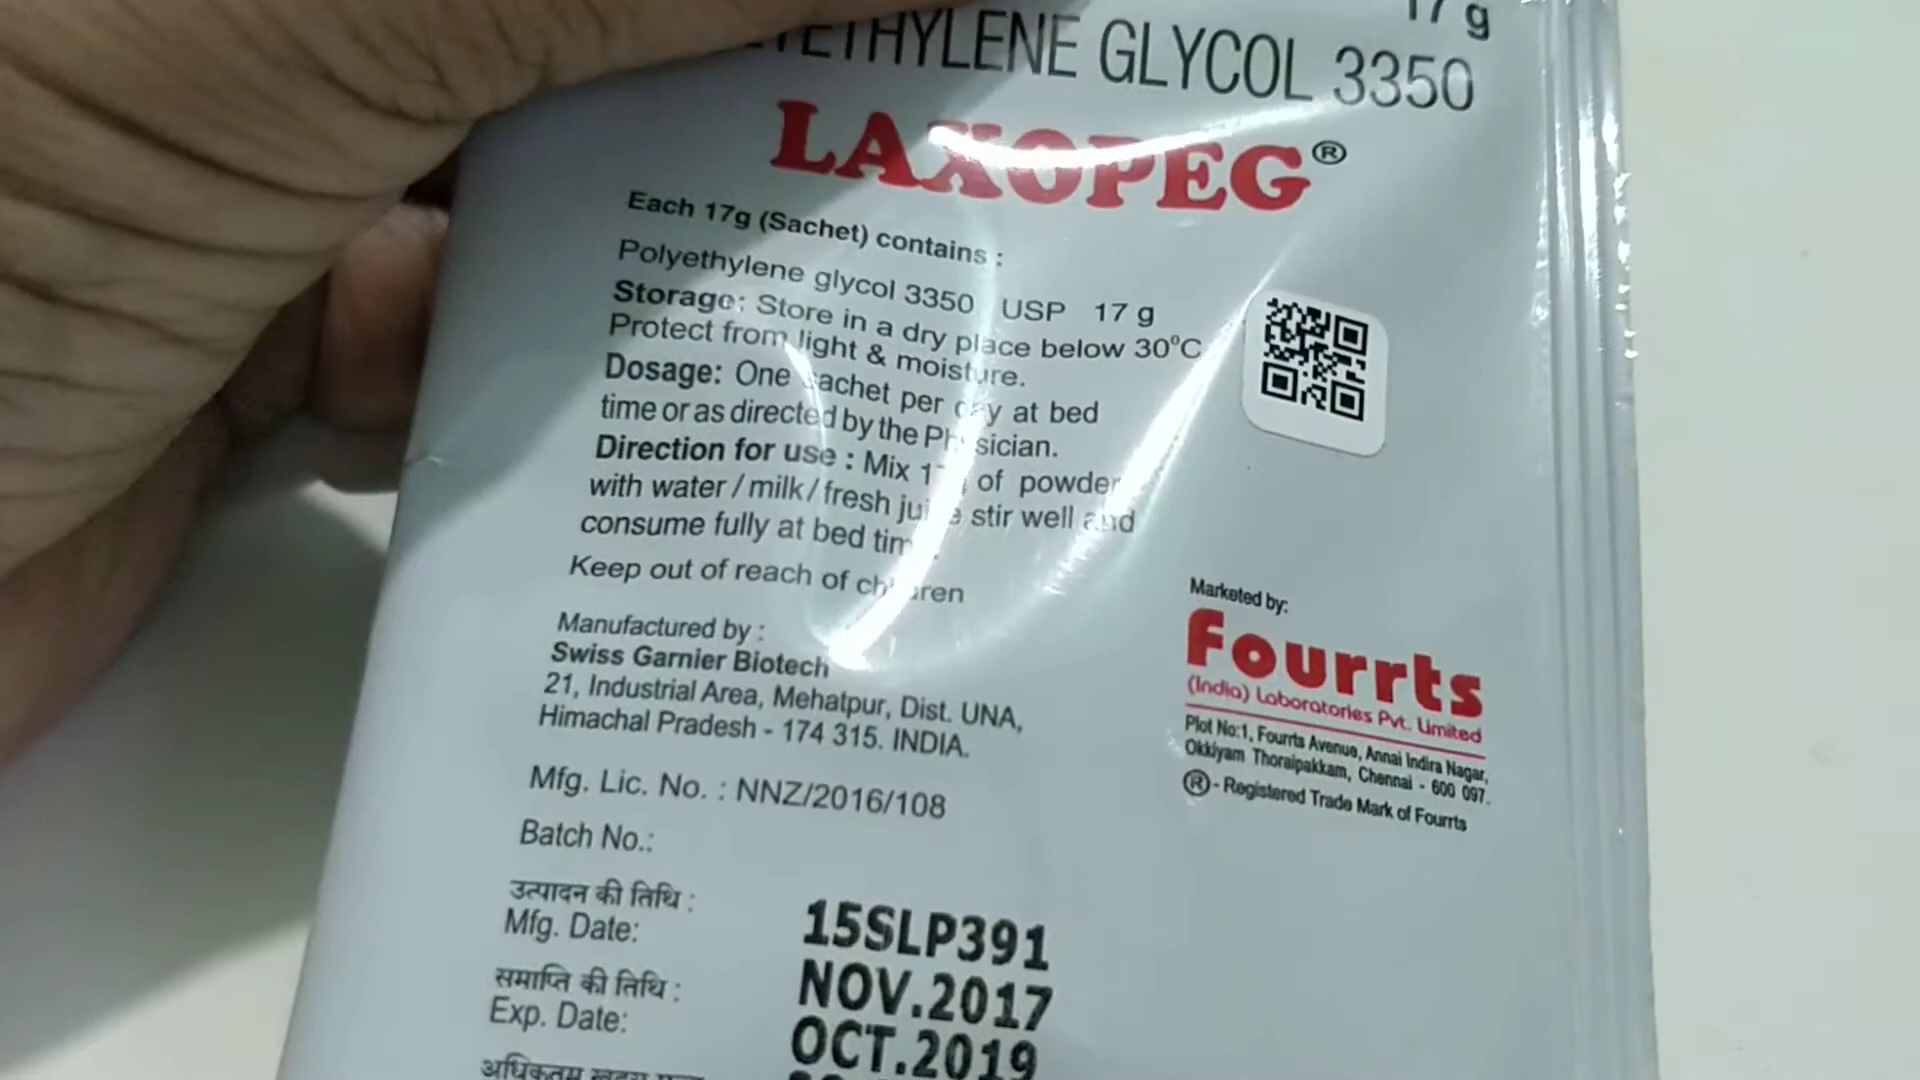 17 g
ETHYLENE GLYCOL 3350
LAXOPEG®
Each 17g (Sachet) contains :
Polyethylene glycol 3350 USP 17 g
Storage: Store in a dry place below 30°C
Protect from light & moisture.
Dosage: One sachet per day at bed
time or as directed by the Physician.
Direction for use : Mix of powder
with water / milk / fresh juice stir well and
consume fully at bed time.
Keep out of reach of children
Manufactured by :
Swiss Garnier Biotech
21, Industrial Area, Mehatpur, Dist. UNA,
Himachal Pradesh - 174 315. INDIA.
Mfg. Lic. No. : NNZ/2016/108
Batch No.:
उत्पादन की तिथि :
Mfg. Date:
समाप्ति की तिथि :
Exp. Date:
15SLP391
NOV.2017
OCT.2019
Marketed by:
Fourrts
(India) Laboratories Pvt. Limited
Plot No:1, Fourrts Avenue, Annai Indira Nagar,
Okkiyam Thoraipakkam, Chennai - 600 097.
® - Registered Trade Mark of Fourrts